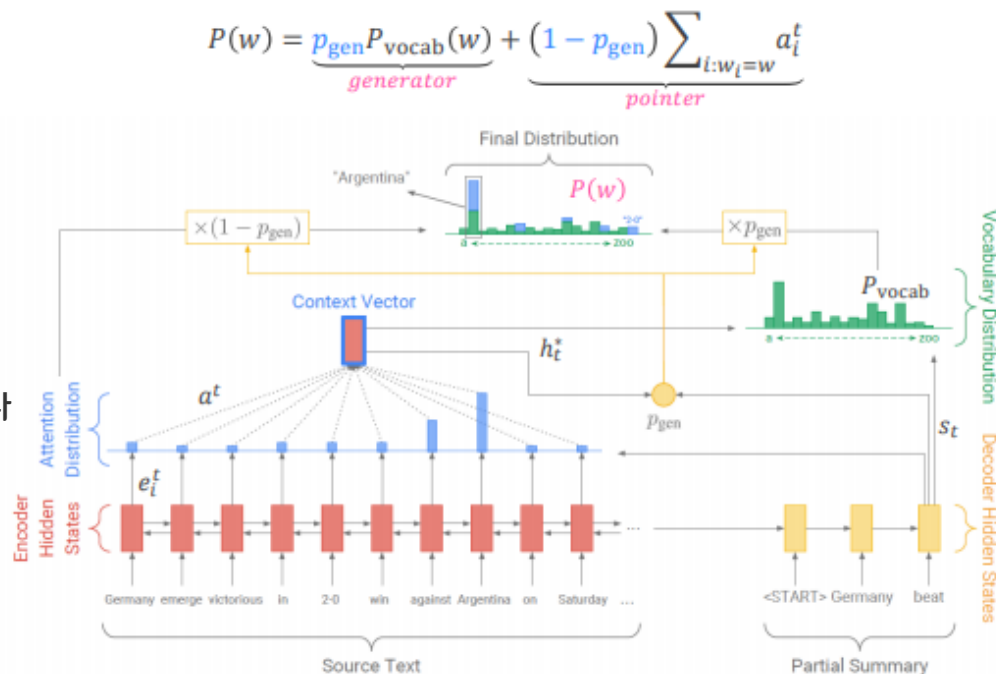 P(w) = p_gen P_vocab(w) + (1 − p_gen) ∑_{i:w_i=w} a_i^t
generator
pointer
Final Distribution
"Argentina"
P(w)
×(1 − p_gen)
"2-0"
×p_gen
a
zoo
Context Vector
P_vocab
a
zoo
Vocabulary Distribution
h_t^*
a^t
p_gen
s_t
Attention
Distribution
e_i^t
Encoder
Hidden
States
...
Decoder Hidden States
Germany emerge victorious in 2-0 win against Argentina on Saturday ...
<START> Germany beat
Source Text
Partial Summary